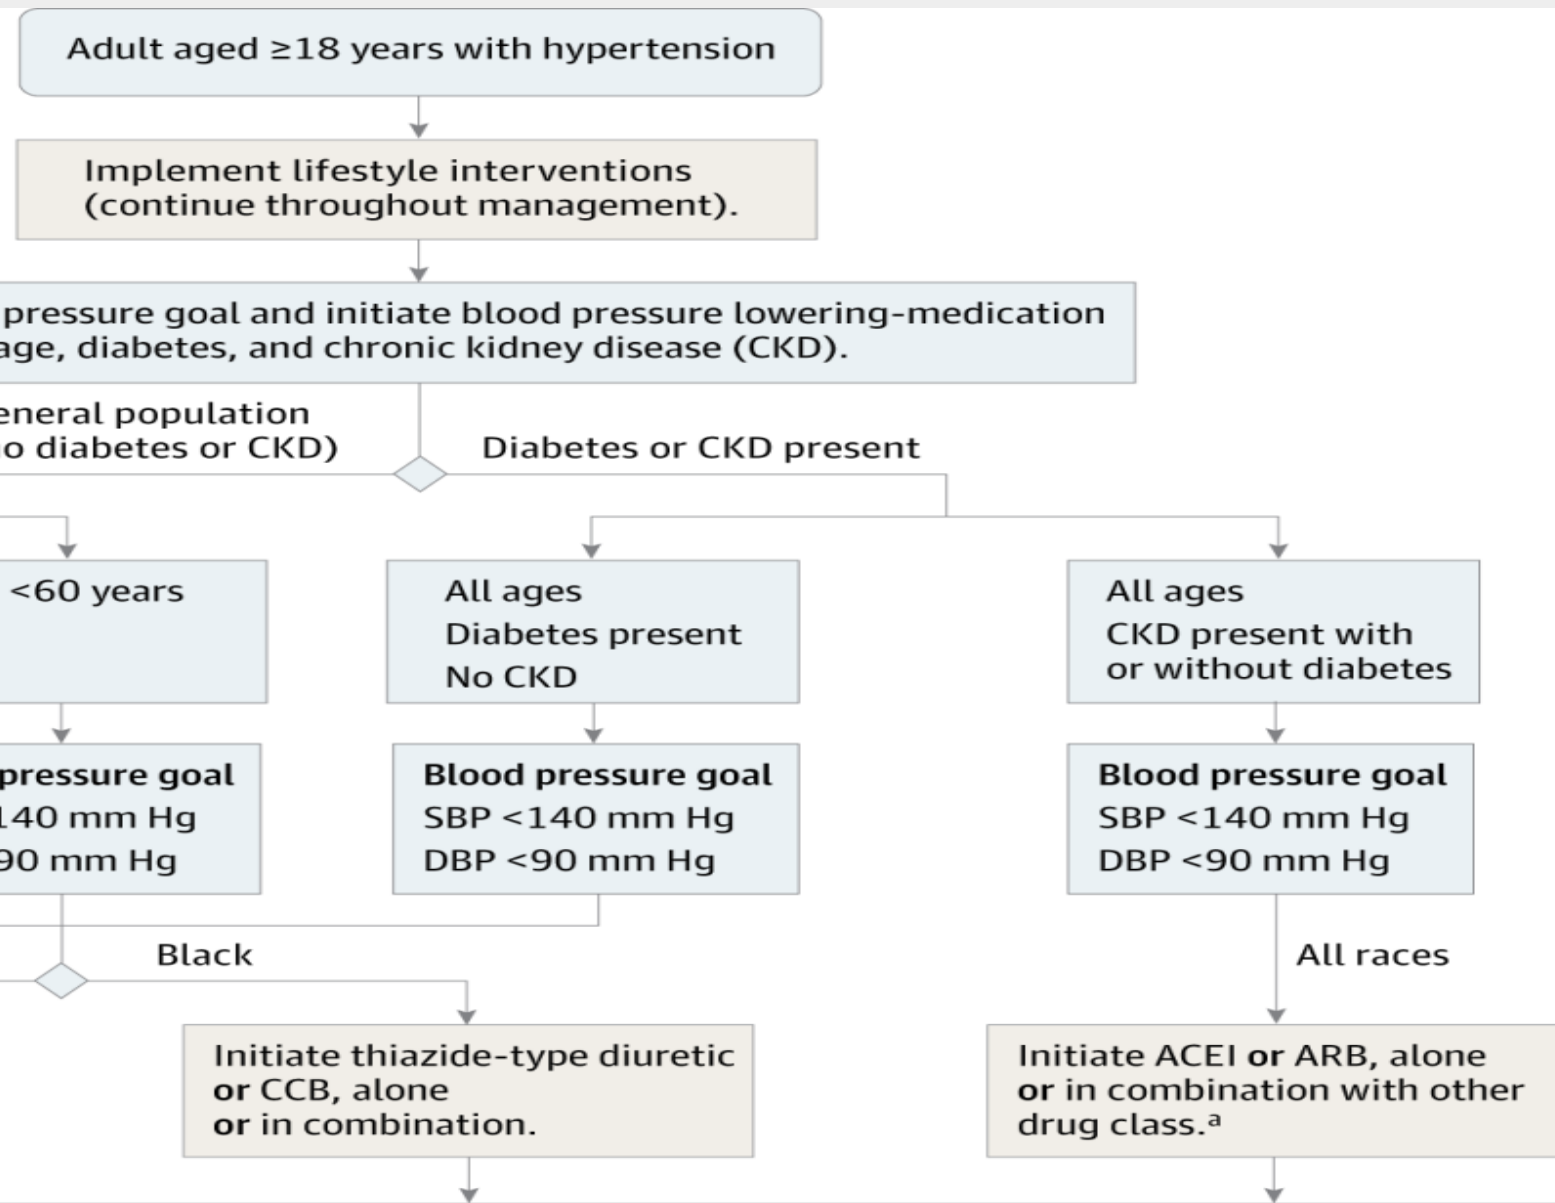 Adult aged ≥18 years with hypertension
Implement lifestyle interventions
(continue throughout management).
pressure goal and initiate blood pressure lowering-medication
age, diabetes, and chronic kidney disease (CKD).
eneral population
o diabetes or CKD)
Diabetes or CKD present
<60 years
All ages
Diabetes present
No CKD
All ages
CKD present with
or without diabetes
pressure goal
140 mm Hg
90 mm Hg
Blood pressure goal
SBP <140 mm Hg
DBP <90 mm Hg
Blood pressure goal
SBP <140 mm Hg
DBP <90 mm Hg
Black
All races
Initiate thiazide-type diuretic
or CCB, alone
or in combination.
Initiate ACEI or ARB, alone
or in combination with other
drug class.ª